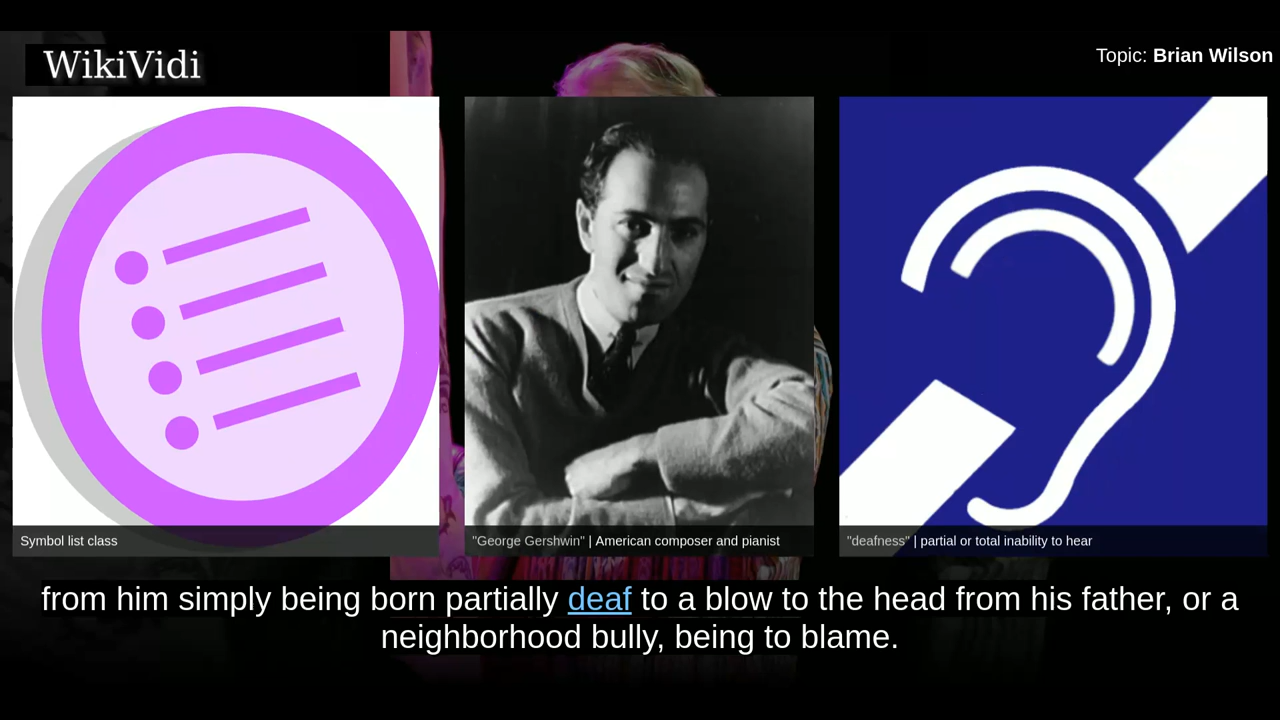 WikiVidi
Topic: Brian Wilson
Symbol list class
"George Gershwin" | American composer and pianist
"deafness" | partial or total inability to hear
from him simply being born partially deaf to a blow to the head from his father, or a
neighborhood bully, being to blame.